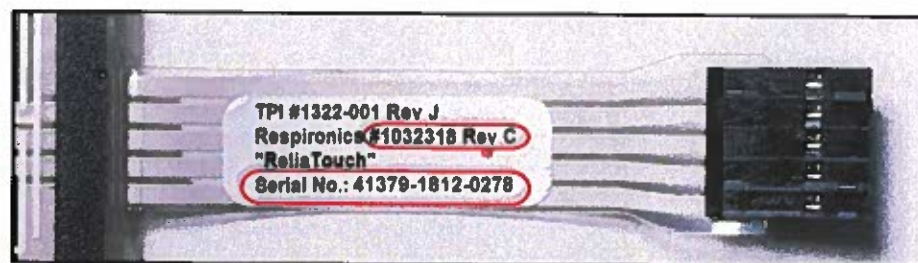 TPI #1322-001 Rev J
Respironics #1032318 Rev C
"ReliaTouch"
Serial No.: 41379-1812-0278